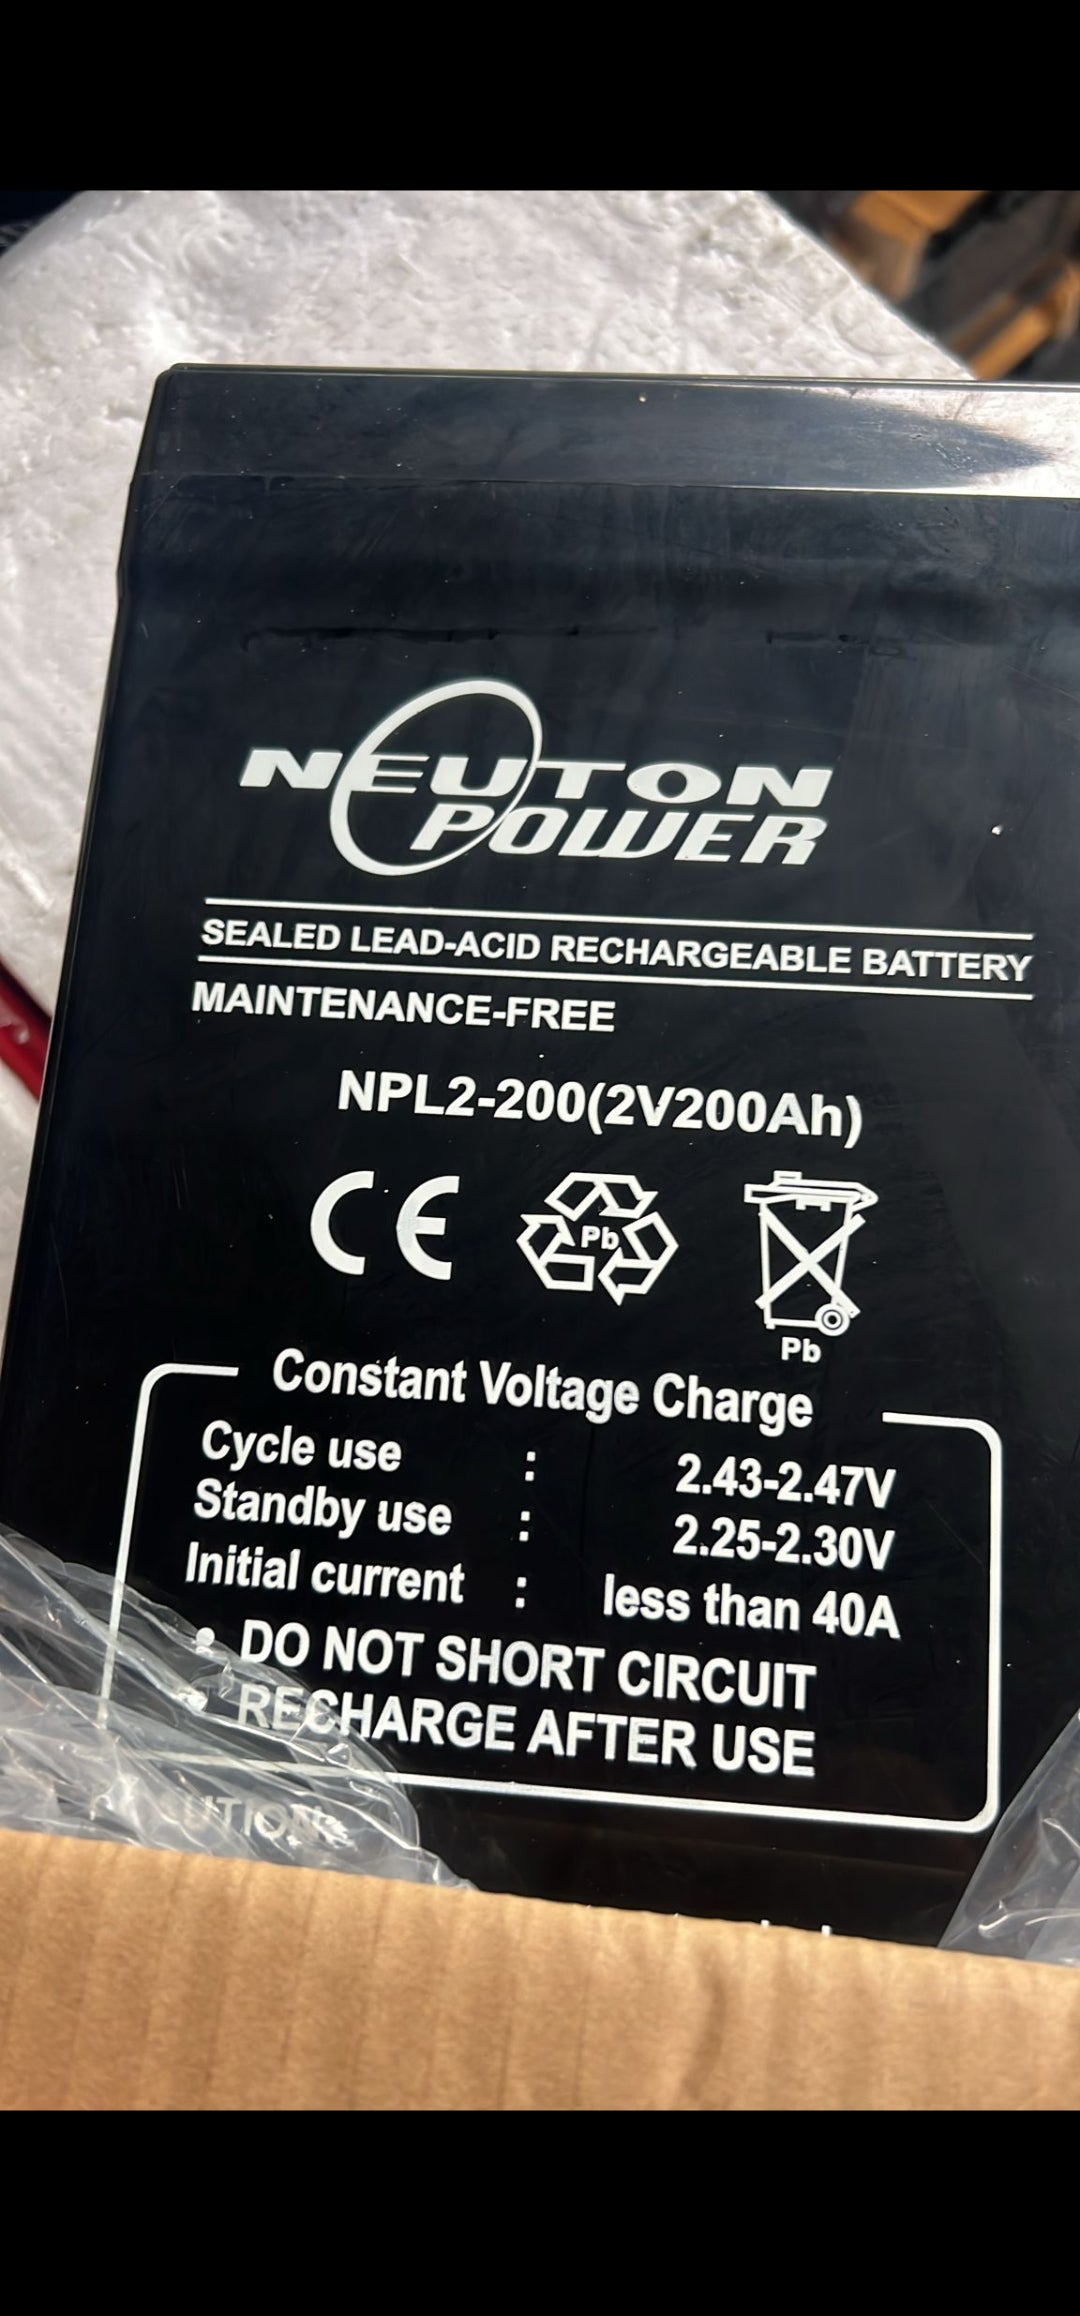 NEUTON
POWER
SEALED LEAD-ACID RECHARGEABLE BATTERY
MAINTENANCE-FREE
NPL2-200(2V200Ah)
CE
Pb
Pb
Constant Voltage Charge
Cycle use : 2.43-2.47V
Standby use : 2.25-2.30V
Initial current : less than 40A
• DO NOT SHORT CIRCUIT
• RECHARGE AFTER USE